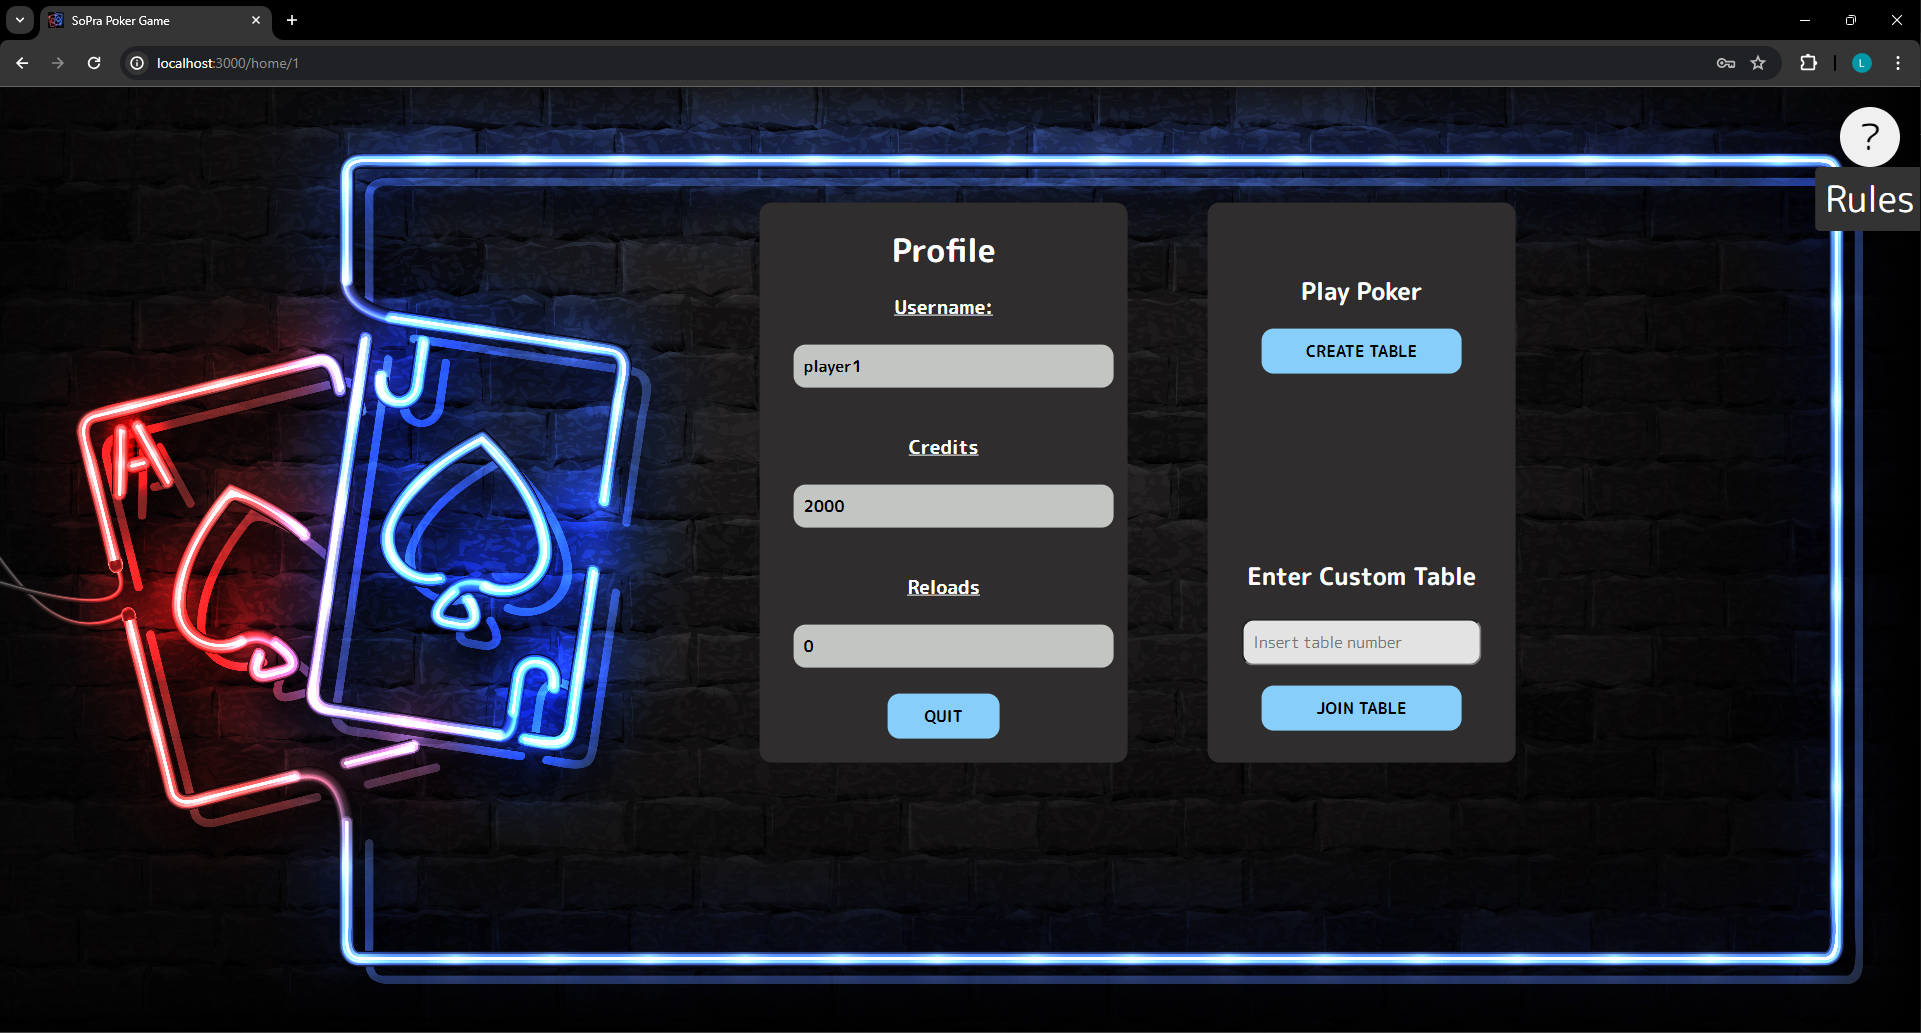 SoPra Poker Game
localhost:3000/home/1
L
?
Rules
Profile
Username:
player1
Credits
2000
Reloads
0
QUIT
Play Poker
CREATE TABLE
Enter Custom Table
Insert table number
JOIN TABLE
A
J
J